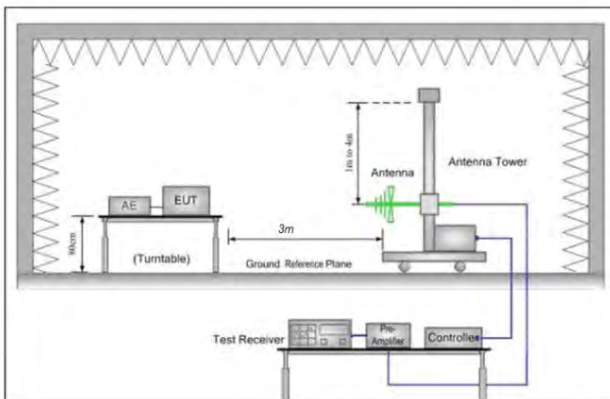 1m to 4m
Antenna
Antenna Tower
AE
EUT
80cm
(Turntable)
3m
Ground Reference Plane
Test Receiver
Pre-
Amplifier
Controller